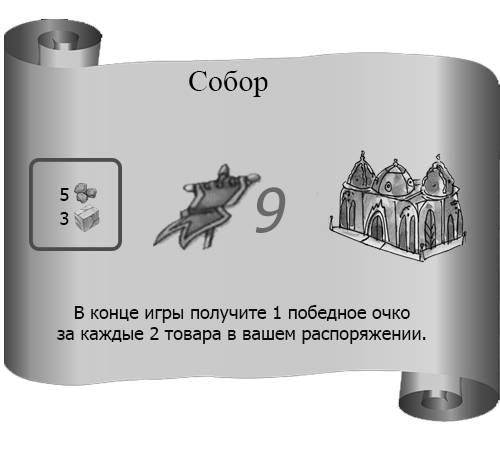 Собор
5
3
9
В конце игры получите 1 победное очко
за каждые 2 товара в вашем распоряжении.